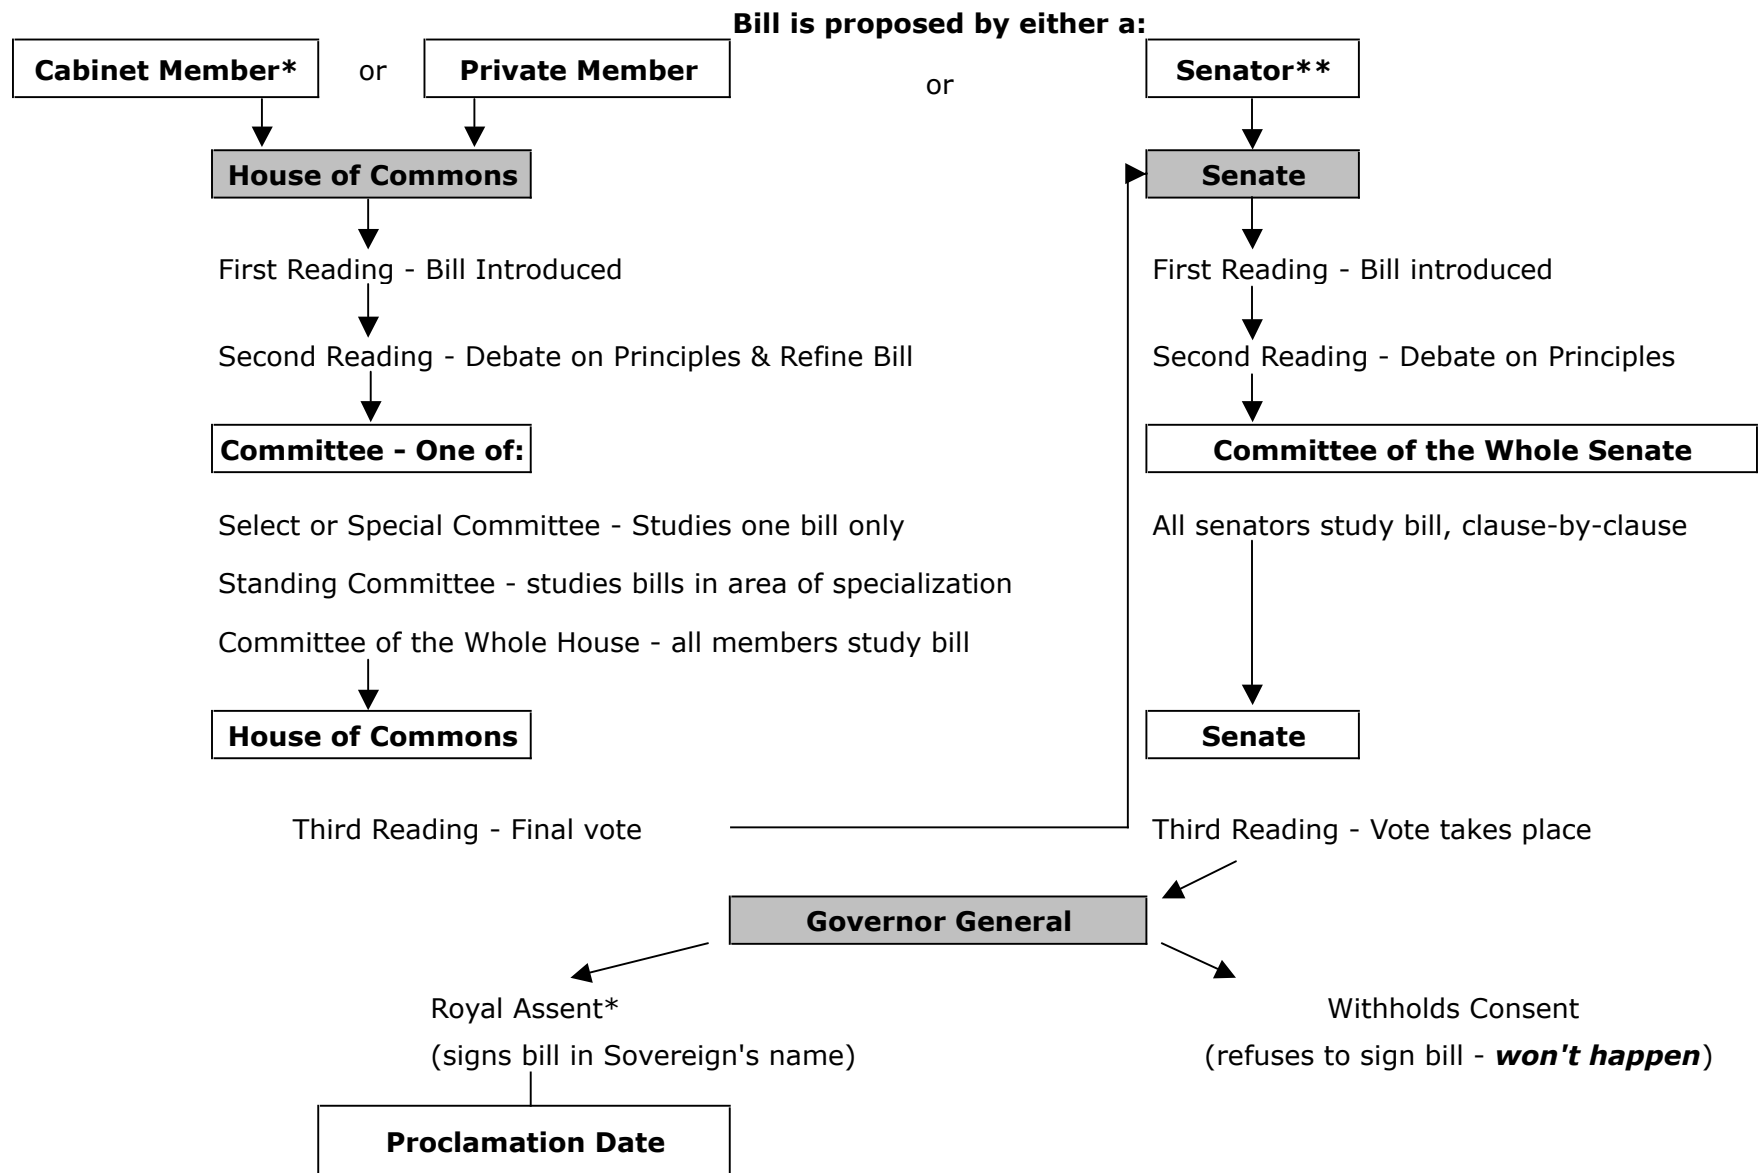 Bill is proposed by either a:
Cabinet Member* or Private Member or Senator**
House of Commons
Senate
First Reading - Bill Introduced
First Reading - Bill introduced
Second Reading - Debate on Principles & Refine Bill
Second Reading - Debate on Principles
Committee - One of:
Committee of the Whole Senate
Select or Special Committee - Studies one bill only
All senators study bill, clause-by-clause
Standing Committee - studies bills in area of specialization
Committee of the Whole House - all members study bill
House of Commons
Senate
Third Reading - Final vote
Third Reading - Vote takes place
Governor General
Royal Assent*
Withholds Consent
(signs bill in Sovereign's name)
(refuses to sign bill - won't happen)
Proclamation Date